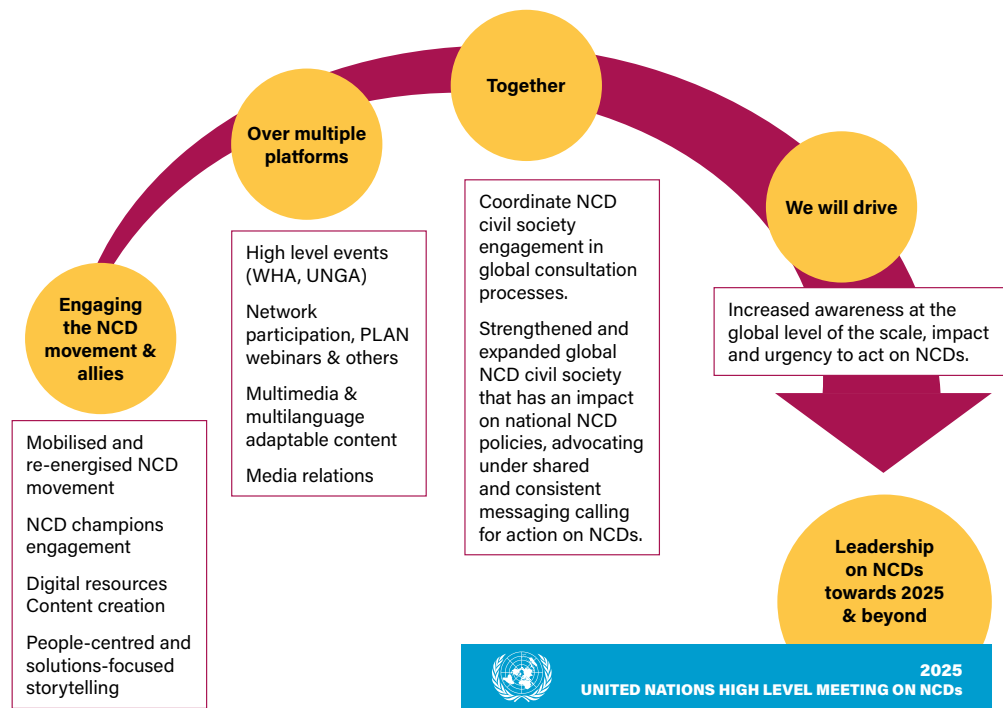 Engaging
the NCD
movement &
allies
Mobilised and
re-energised NCD
movement
NCD champions
engagement
Digital resources
Content creation
People-centred and
solutions-focused
storytelling
Over multiple
platforms
High level events
(WHA, UNGA)
Network
participation, PLAN
webinars & others
Multimedia &
multilanguage
adaptable content
Media relations
Together
Coordinate NCD
civil society
engagement in
global consultation
processes.
Strengthened and
expanded global
NCD civil society
that has an impact
on national NCD
policies, advocating
under shared
and consistent
messaging calling
for action on NCDs.
We will drive
Increased awareness at the
global level of the scale, impact
and urgency to act on NCDs.
Leadership
on NCDs
towards 2025
& beyond
2025
UNITED NATIONS HIGH LEVEL MEETING ON NCDs